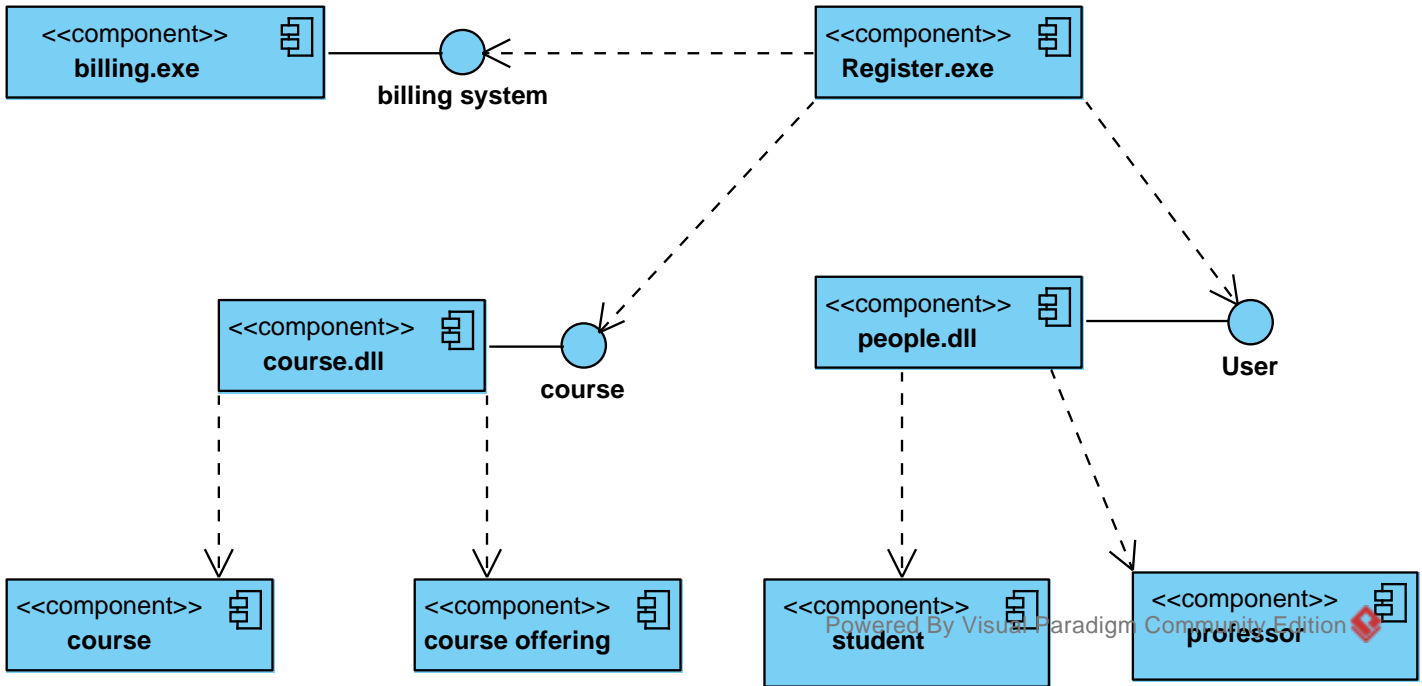 <<component>>
billing.exe
billing system
<<component>>
Register.exe
<<component>>
course.dll
course
<<component>>
people.dll
User
<<component>>
course
<<component>>
course offering
<<component>>
student
<<component>>
professor
Powered By Visual Paradigm Community Edition